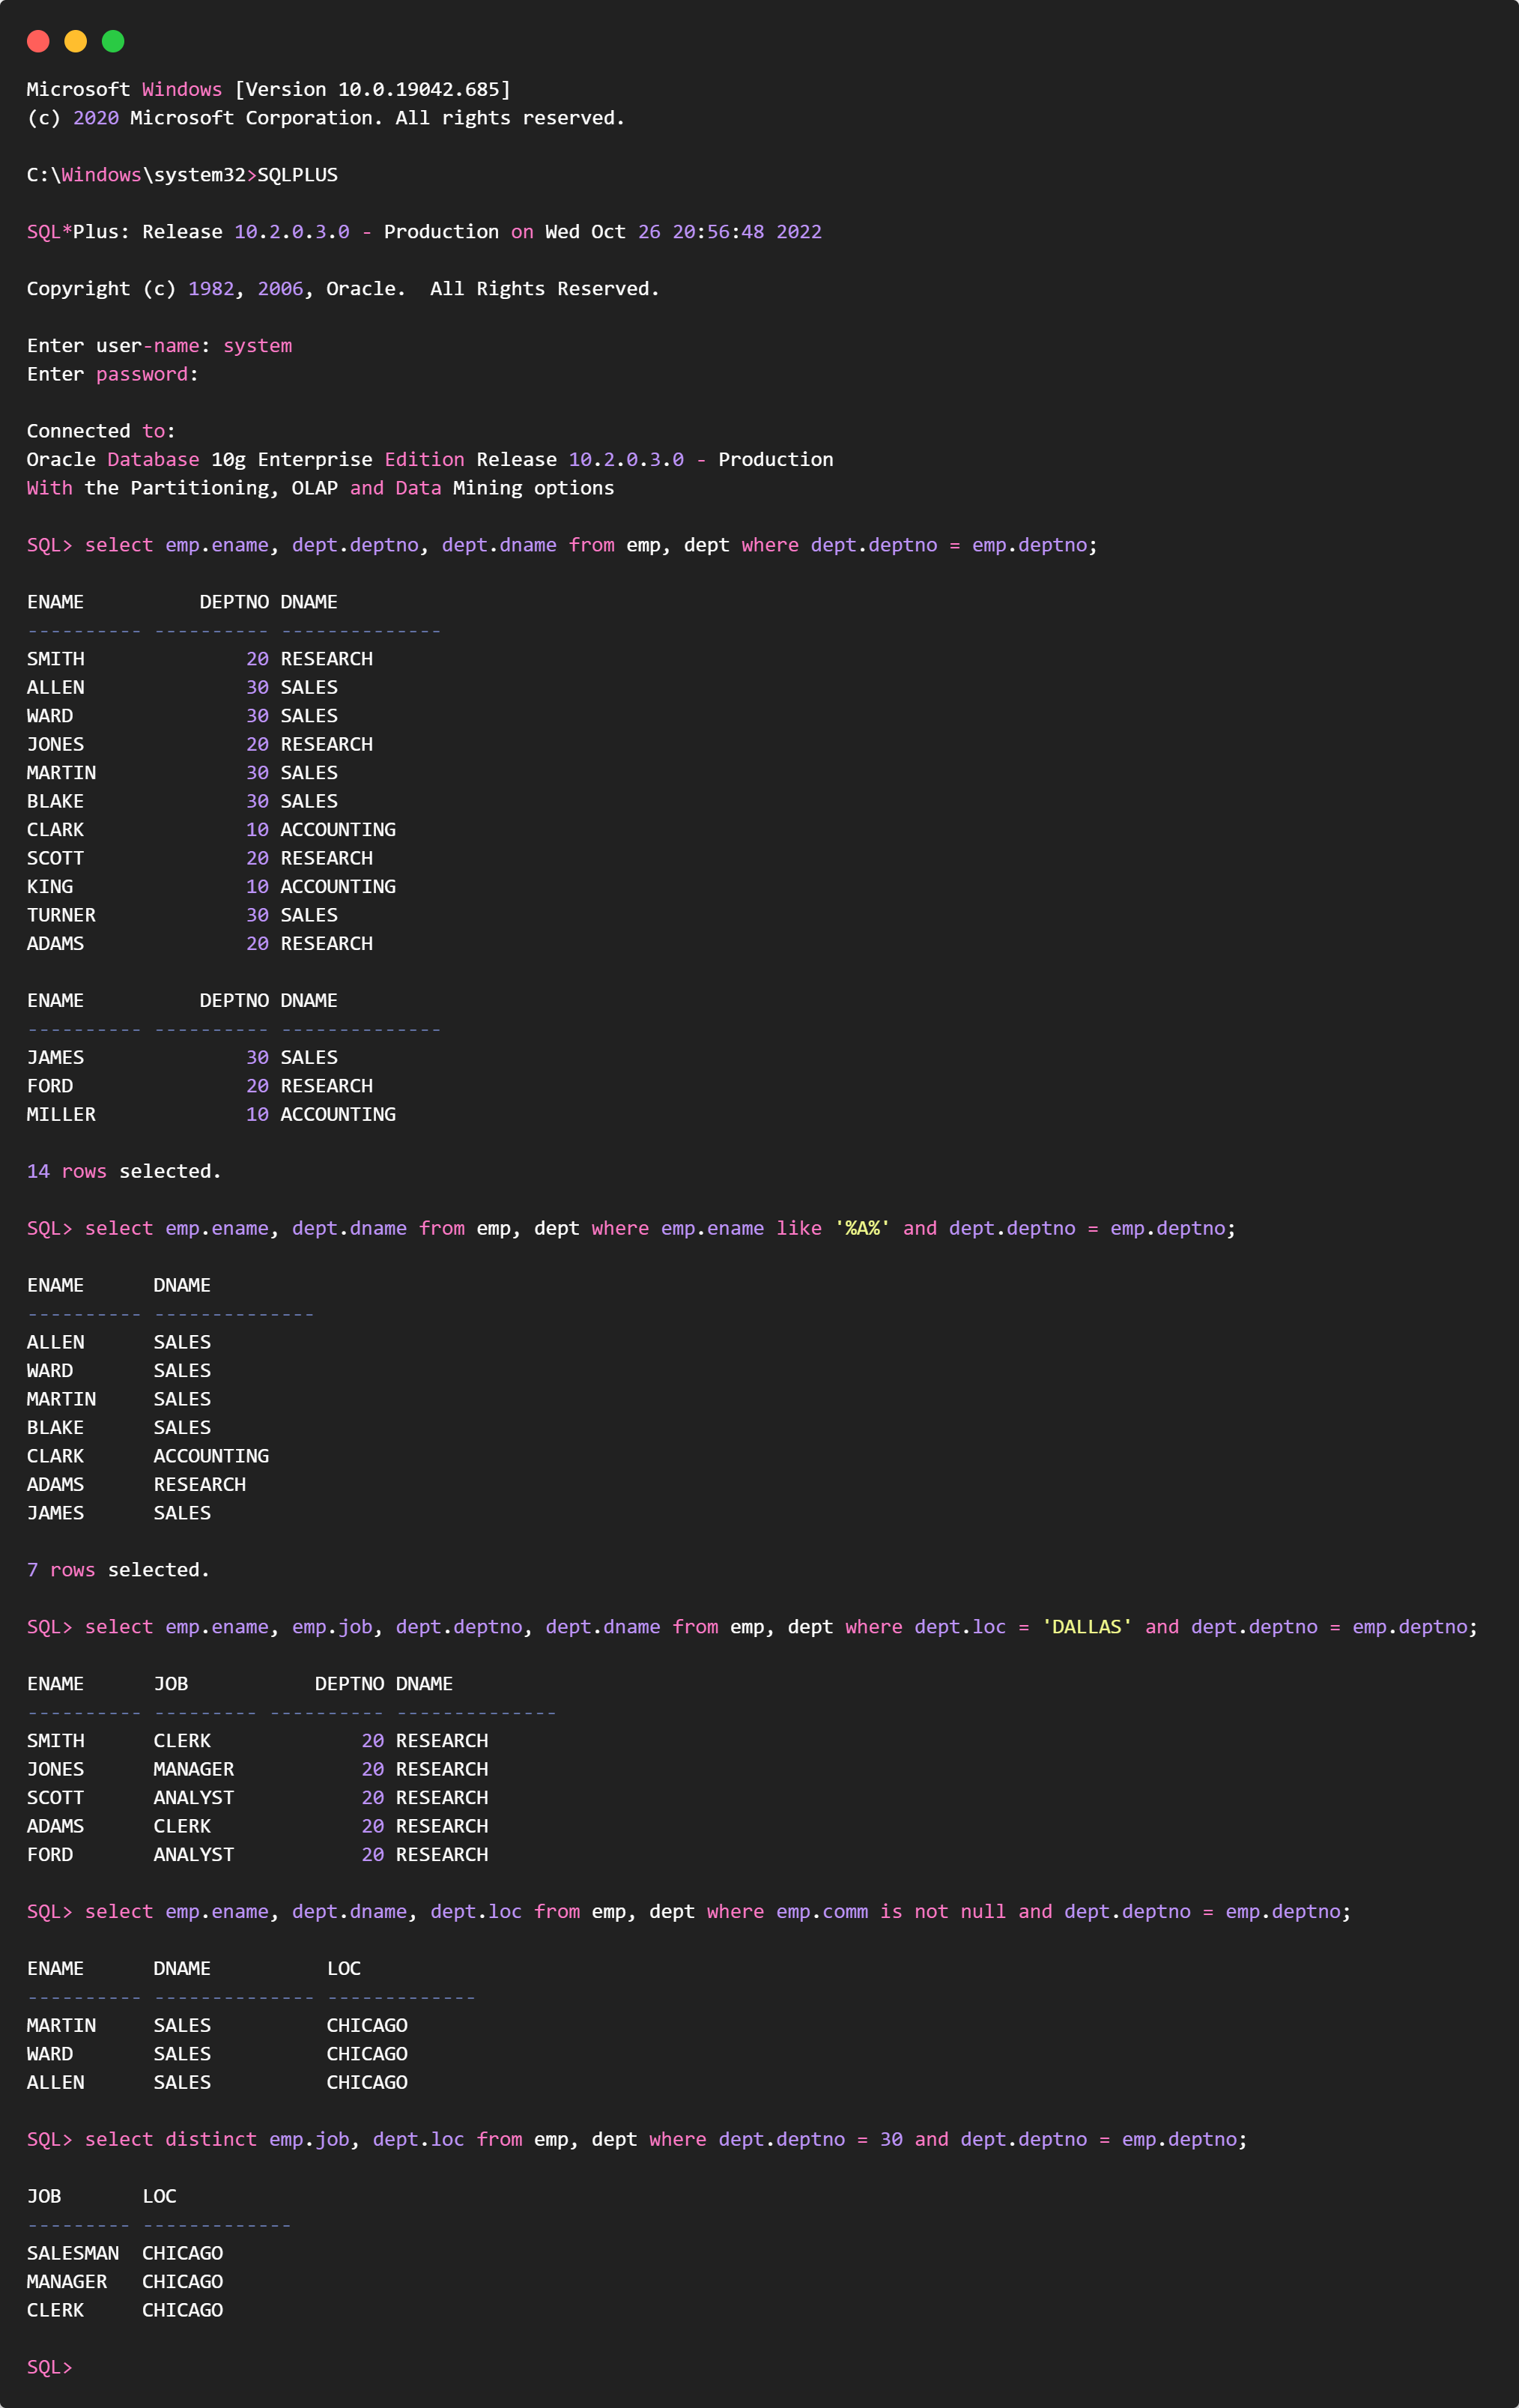 Microsoft Windows [Version 10.0.19042.685]
(c) 2020 Microsoft Corporation. All rights reserved.

C:\Windows\system32>SQLPLUS

SQL*Plus: Release 10.2.0.3.0 - Production on Wed Oct 26 20:56:48 2022

Copyright (c) 1982, 2006, Oracle.  All Rights Reserved.

Enter user-name: system
Enter password:

Connected to:
Oracle Database 10g Enterprise Edition Release 10.2.0.3.0 - Production
With the Partitioning, OLAP and Data Mining options

SQL> select emp.ename, dept.deptno, dept.dname from emp, dept where dept.deptno = emp.deptno;

ENAME          DEPTNO DNAME
---------- ---------- --------------
SMITH              20 RESEARCH
ALLEN              30 SALES
WARD               30 SALES
JONES              20 RESEARCH
MARTIN             30 SALES
BLAKE              30 SALES
CLARK              10 ACCOUNTING
SCOTT              20 RESEARCH
KING               10 ACCOUNTING
TURNER             30 SALES
ADAMS              20 RESEARCH

ENAME          DEPTNO DNAME
---------- ---------- --------------
JAMES              30 SALES
FORD               20 RESEARCH
MILLER             10 ACCOUNTING

14 rows selected.

SQL> select emp.ename, dept.dname from emp, dept where emp.ename like '%A%' and dept.deptno = emp.deptno;

ENAME      DNAME
---------- --------------
ALLEN      SALES
WARD       SALES
MARTIN     SALES
BLAKE      SALES
CLARK      ACCOUNTING
ADAMS      RESEARCH
JAMES      SALES

7 rows selected.

SQL> select emp.ename, emp.job, dept.deptno, dept.dname from emp, dept where dept.loc = 'DALLAS' and dept.deptno = emp.deptno;

ENAME      JOB           DEPTNO DNAME
---------- --------- ---------- --------------
SMITH      CLERK             20 RESEARCH
JONES      MANAGER           20 RESEARCH
SCOTT      ANALYST           20 RESEARCH
ADAMS      CLERK             20 RESEARCH
FORD       ANALYST           20 RESEARCH

SQL> select emp.ename, dept.dname, dept.loc from emp, dept where emp.comm is not null and dept.deptno = emp.deptno;

ENAME      DNAME          LOC
---------- -------------- -------------
MARTIN     SALES          CHICAGO
WARD       SALES          CHICAGO
ALLEN      SALES          CHICAGO

SQL> select distinct emp.job, dept.loc from emp, dept where dept.deptno = 30 and dept.deptno = emp.deptno;

JOB       LOC
--------- -------------
SALESMAN  CHICAGO
MANAGER   CHICAGO
CLERK     CHICAGO

SQL>